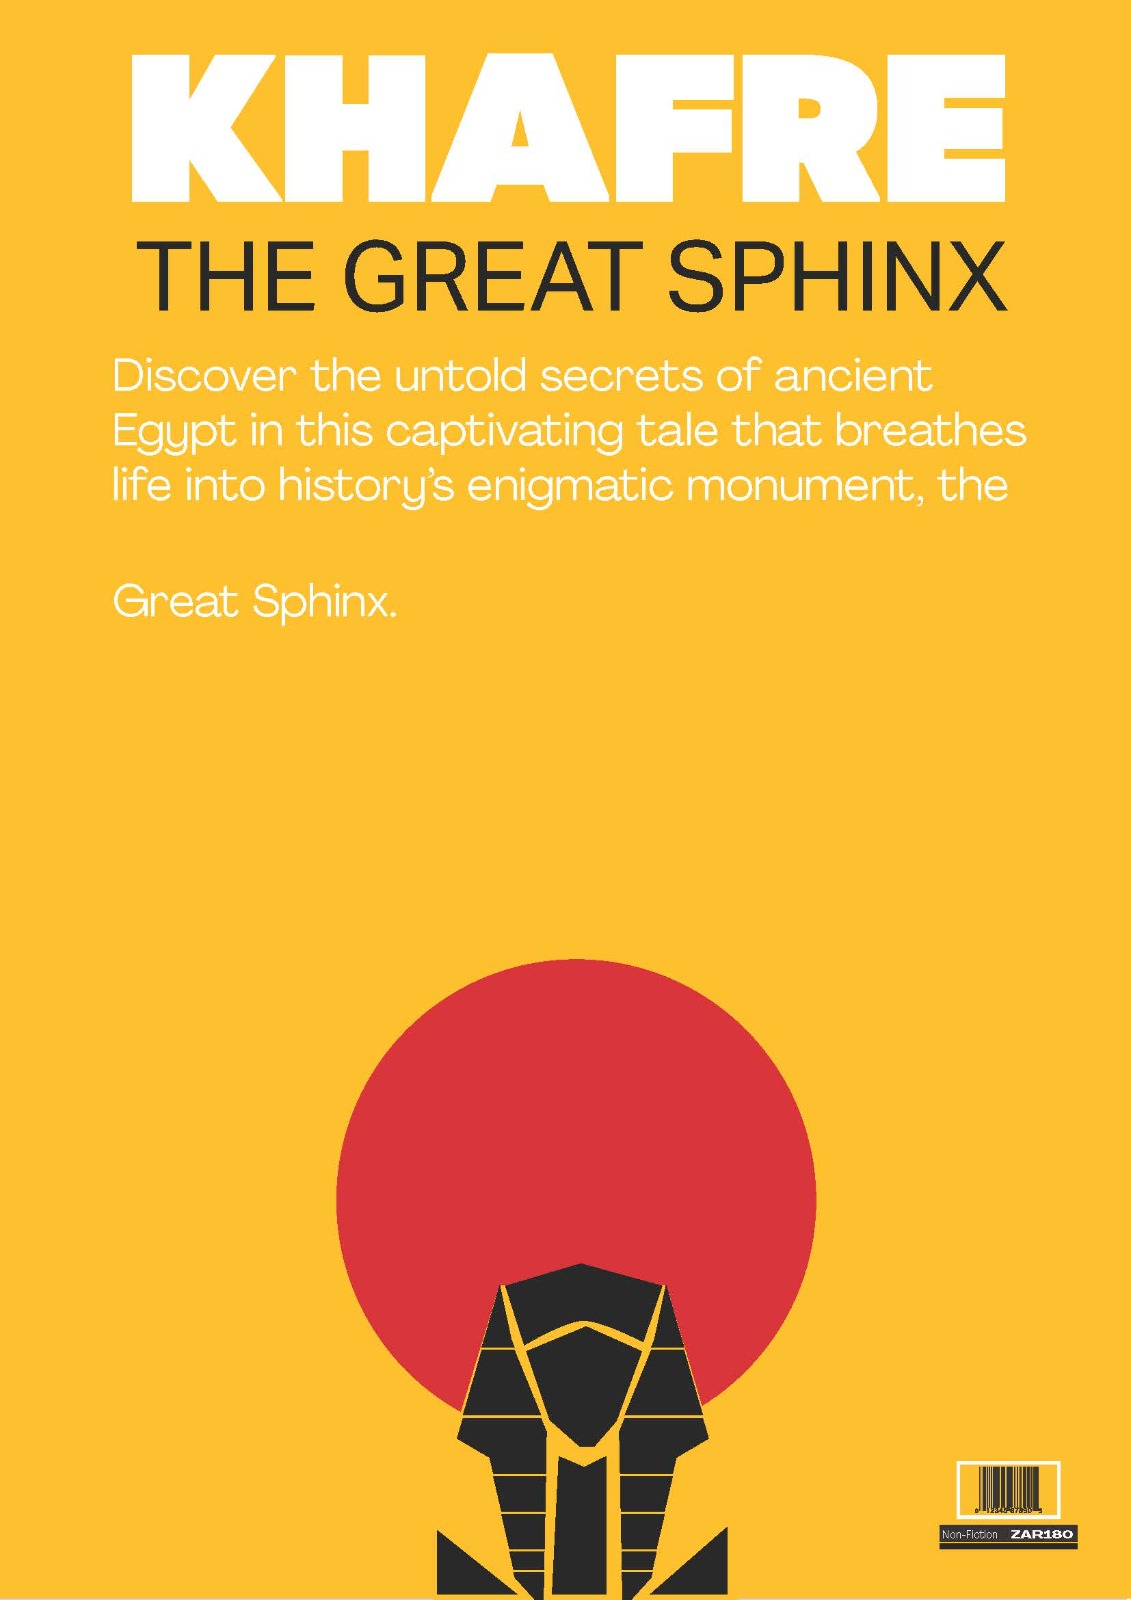 KHAFRE
THE GREAT SPHINX
Discover the untold secrets of ancient
Egypt in this captivating tale that breathes
life into history’s enigmatic monument, the
Great Sphinx.
Non-Fiction ZAR180